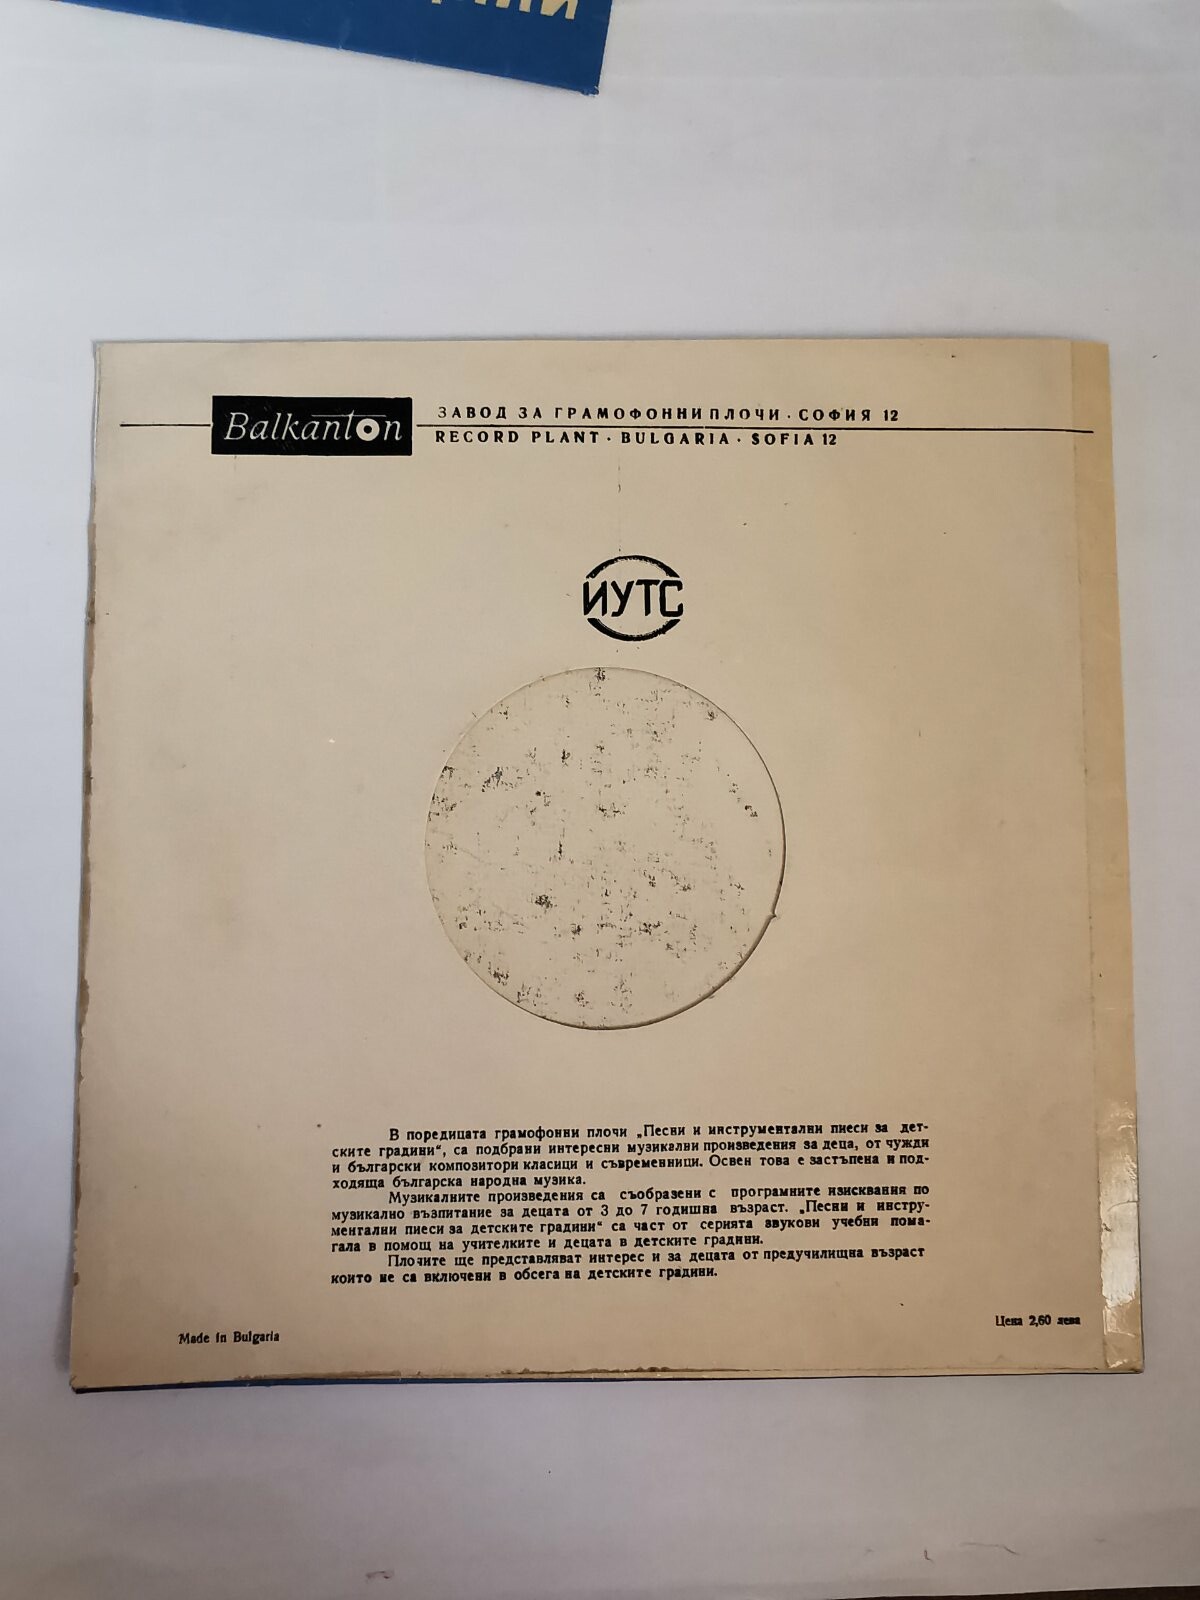 Balkanton
ЗАВОД ЗА ГРАМОФОННИ ПЛОЧИ · СОФИЯ 12
RECORD PLANT · BULGARIA · SOFIA 12
ИУТС
В поредицата грамофонни плочи „Песни и инструментални пиеси за дет-
ските градини“, са подбрани интересни музикални произведения за деца, от чужди
и български композитори класици и съвременници. Освен това е застъпена и под-
ходяща българска народна музика.
Музикалните произведения са съобразени с програмните изисквания по
музикално възпитание за децата от 3 до 7 годишна възраст. „Песни и инстру-
ментални пиеси за детските градини“ са част от серията звукови учебни пома-
гала в помощ на учителките и децата в детските градини.
Плочите ще представляват интерес и за децата от предучилищна възраст
които не са включени в обсега на детските градини.
Made in Bulgaria
Цена 2,60 лева